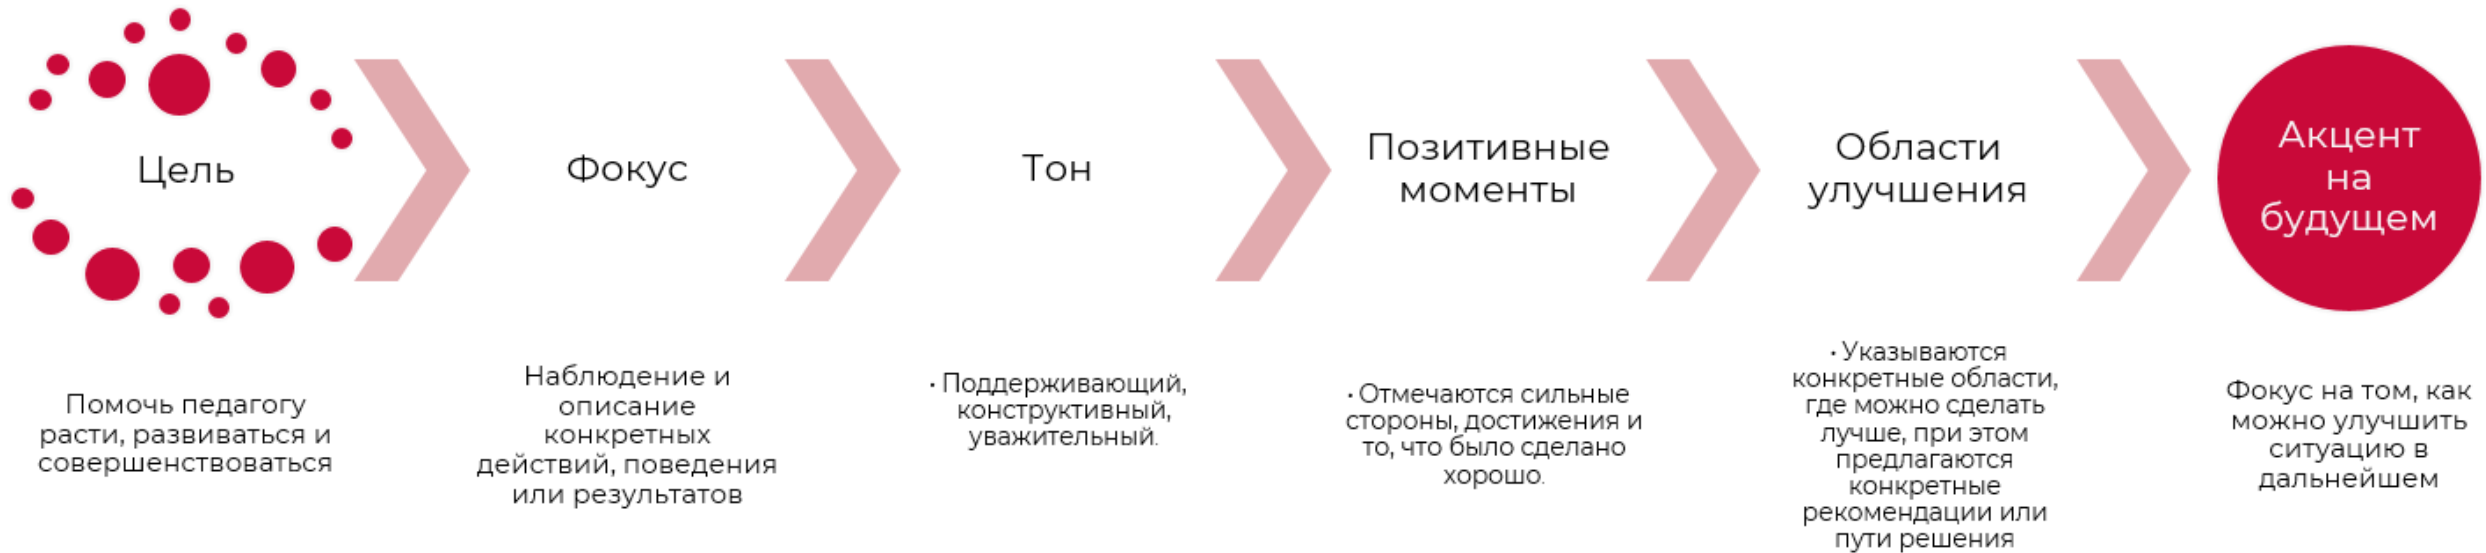 Цель
Фокус
Тон
Позитивные
моменты
Области
улучшения
Акцент
на
будущем
Помочь педагогу
расти, развиваться и
совершенствоваться
Наблюдение и
описание
конкретных
действий, поведения
или результатов
• Поддерживающий,
конструктивный,
уважительный.
• Отмечаются сильные
стороны, достижения и
то, что было сделано
хорошо.
• Указываются
конкретные области,
где можно сделать
лучше, при этом
предлагаются
конкретные
рекомендации или
пути решения
Фокус на том, как
можно улучшить
ситуацию в
дальнейшем